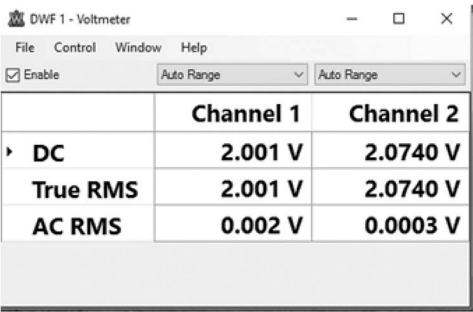 DWF 1 - Voltmeter
File Control Window Help
Enable Auto Range Auto Range
Channel 1 Channel 2
DC 2.001 V 2.0740 V
True RMS 2.001 V 2.0740 V
AC RMS 0.002 V 0.0003 V